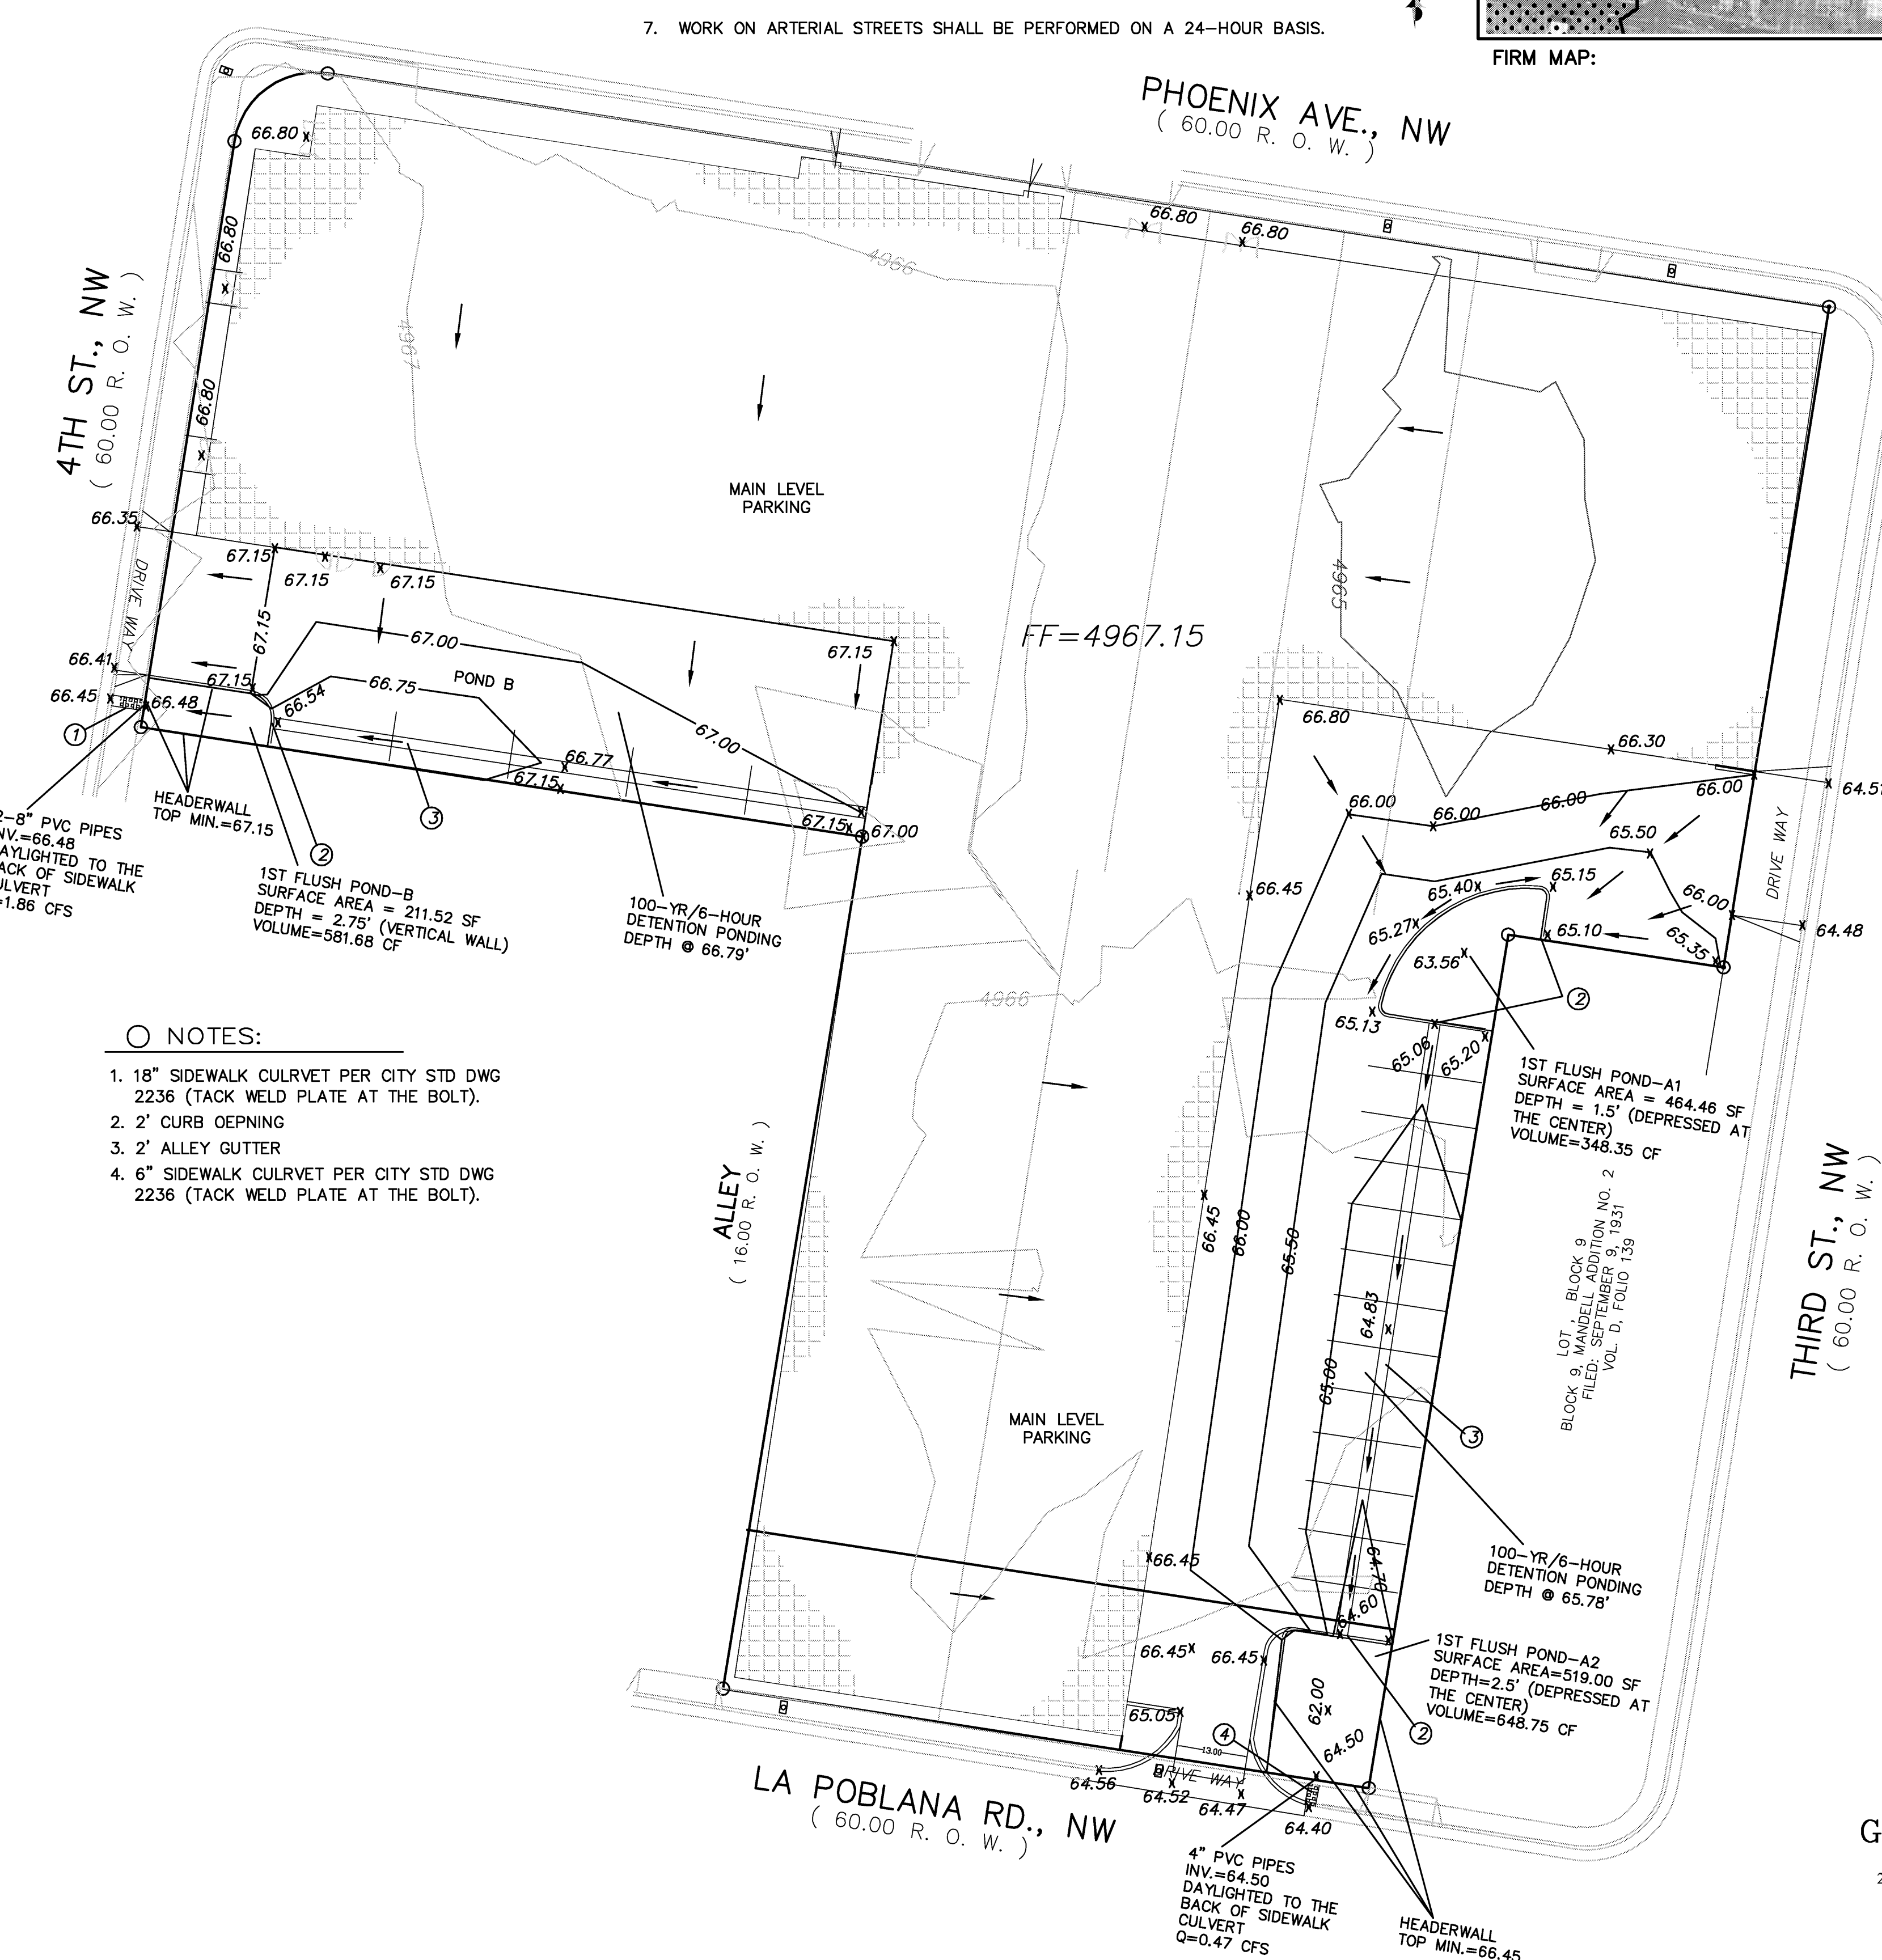 7. WORK ON ARTERIAL STREETS SHALL BE PERFORMED ON A 24-HOUR BASIS.
FIRM MAP:
PHOENIX AVE., NW
( 60.00 R. O. W. )
66.80
66.80
66.80
66.80
66.80
4966
4967
4TH ST., NW
( 60.00 R. O. W. )
MAIN LEVEL
PARKING
66.35
67.15
67.15
67.15
DRIVE WAY
67.15
67.00
67.15
FF=4967.15
4965
66.41
67.15
66.75
POND B
66.45
66.48
66.54
67.00
66.77
67.15
67.15
67.00
1
HEADERWALL
TOP MIN.=67.15
3
2
2-8" PVC PIPES
INV.=66.48
DAYLIGHTED TO THE
BACK OF SIDEWALK
CULVERT
=1.86 CFS
1ST FLUSH POND-B
SURFACE AREA = 211.52 SF
DEPTH = 2.75' (VERTICAL WALL)
VOLUME=581.68 CF
100-YR/6-HOUR
DETENTION PONDING
DEPTH @ 66.79'
66.80
66.30
66.00
64.51
66.00
66.00
66.00
65.50
DRIVE WAY
66.45
65.40
65.15
66.00
65.27
65.10
65.35
64.48
63.56
4966
65.13
2
65.06
65.20
1ST FLUSH POND-A1
SURFACE AREA = 464.46 SF
DEPTH = 1.5' (DEPRESSED AT
THE CENTER)
VOLUME=348.35 CF
NOTES:
1. 18" SIDEWALK CULRVET PER CITY STD DWG
2236 (TACK WELD PLATE AT THE BOLT).
2. 2' CURB OEPNING
3. 2' ALLEY GUTTER
4. 6" SIDEWALK CULRVET PER CITY STD DWG
2236 (TACK WELD PLATE AT THE BOLT).
ALLEY
( 16.00 R. O. W. )
66.45
66.00
65.50
64.83
65.00
LOT , BLOCK 9
BLOCK 9, MANDELL ADDITION NO. 2
FILED: SEPTEMBER 9, 1931
VOL. D, FOLIO 139
THIRD ST., NW
( 60.00 R. O. W. )
MAIN LEVEL
PARKING
3
66.45
64.70
64.60
100-YR/6-HOUR
DETENTION PONDING
DEPTH @ 65.78'
66.45
66.45
1ST FLUSH POND-A2
SURFACE AREA=519.00 SF
DEPTH=2.5' (DEPRESSED AT
THE CENTER)
VOLUME=648.75 CF
62.00
65.05
4
64.50
2
13.00
DRIVE WAY
64.56
64.52
64.47
64.40
LA POBLANA RD., NW
( 60.00 R. O. W. )
4" PVC PIPES
INV.=64.50
DAYLIGHTED TO THE
BACK OF SIDEWALK
CULVERT
Q=0.47 CFS
HEADERWALL
TOP MIN.=66.45
G